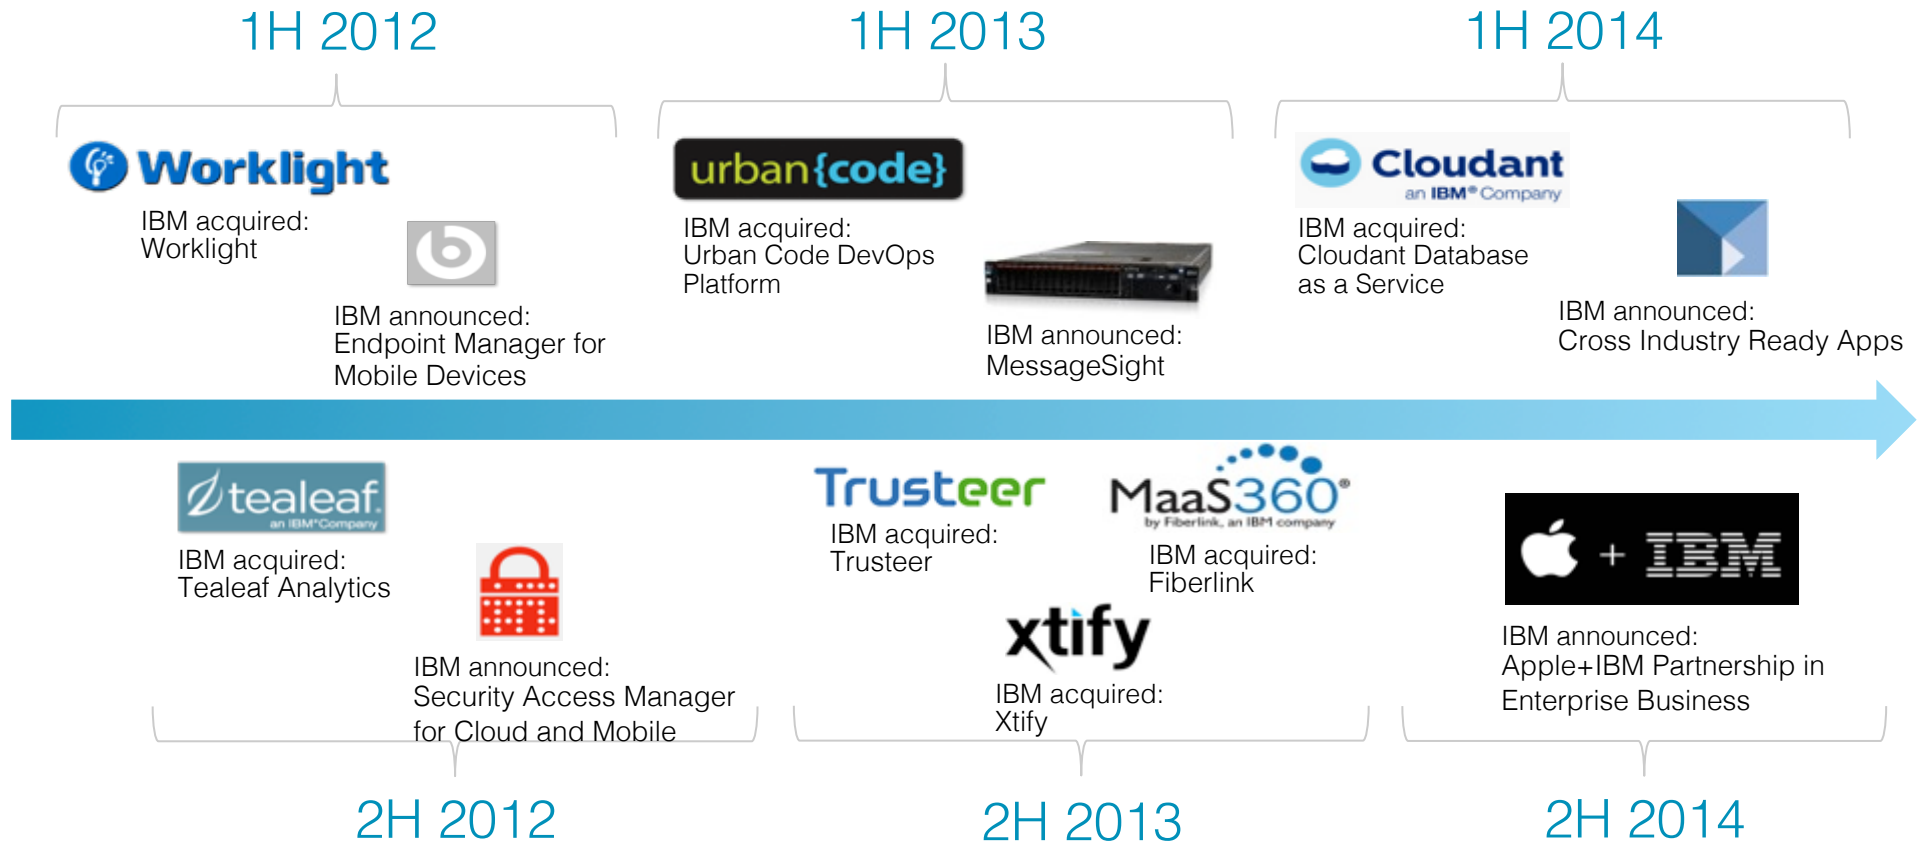 1H 2012
1H 2013
1H 2014
Worklight
IBM acquired:
Worklight
IBM announced:
Endpoint Manager for
Mobile Devices
urban{code}
IBM acquired:
Urban Code DevOps
Platform
IBM announced:
MessageSight
Cloudant
an IBM® Company
IBM acquired:
Cloudant Database
as a Service
IBM announced:
Cross Industry Ready Apps
tealeaf
an IBM® Company
IBM acquired:
Tealeaf Analytics
IBM announced:
Security Access Manager
for Cloud and Mobile
Trusteer
IBM acquired:
Trusteer
MaaS360®
by Fiberlink, an IBM company
IBM acquired:
Fiberlink
xtify
IBM acquired:
Xtify
+ IBM
IBM announced:
Apple+IBM Partnership in
Enterprise Business
2H 2012
2H 2013
2H 2014